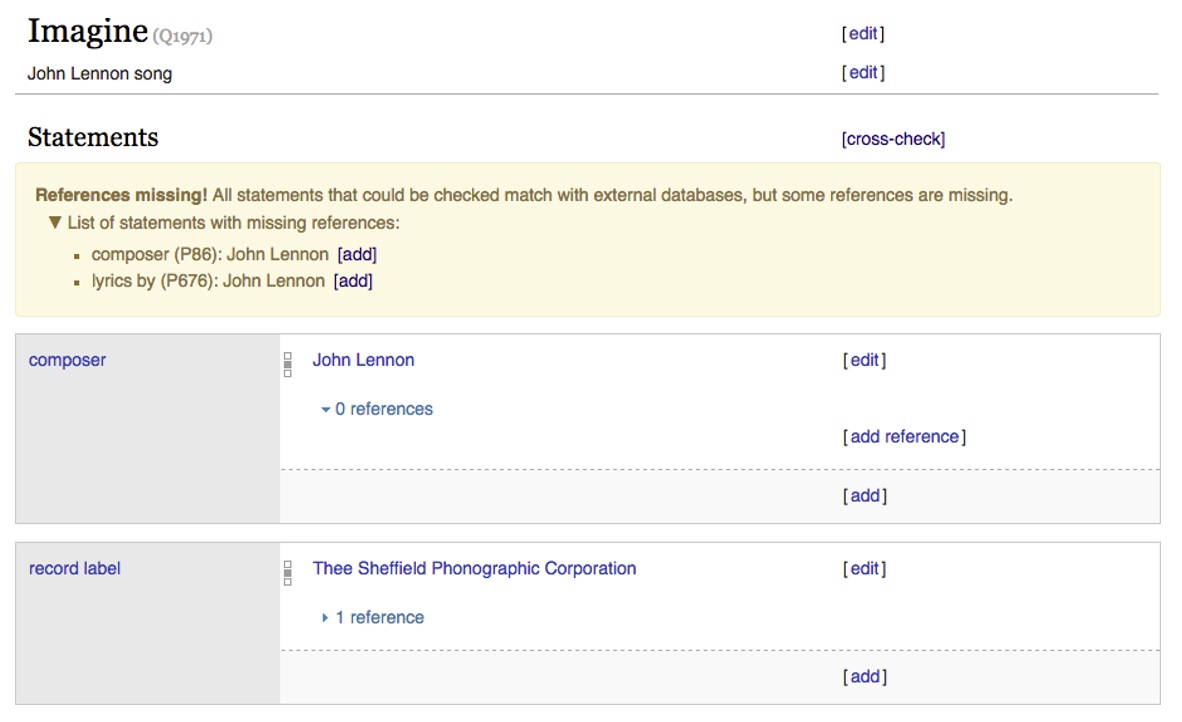 Imagine (Q1971) [edit]
John Lennon song [edit]
Statements [cross-check]
References missing! All statements that could be checked match with external databases, but some references are missing.
▼ List of statements with missing references:
▪ composer (P86): John Lennon [add]
▪ lyrics by (P676): John Lennon [add]
composer John Lennon [edit]
0 references
[add reference]
[add]
record label Thee Sheffield Phonographic Corporation [edit]
1 reference
[add]